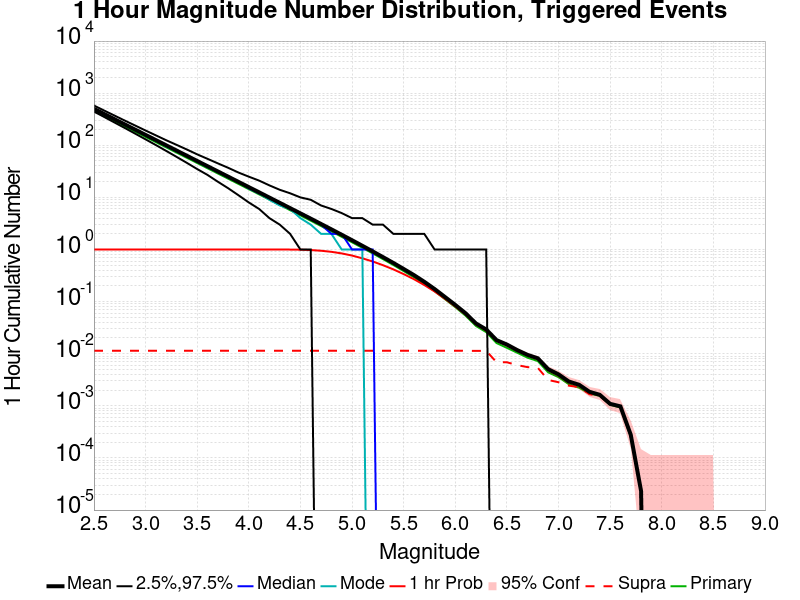 1 Hour Magnitude Number Distribution, Triggered Events
1 Hour Cumulative Number
10^4
10^3
10^2
10^1
10^0
10^-1
10^-2
10^-3
10^-4
10^-5
2.5 3.0 3.5 4.0 4.5 5.0 5.5 6.0 6.5 7.0 7.5 8.0 8.5 9.0
Magnitude
Mean 2.5%,97.5% Median Mode 1 hr Prob 95% Conf Supra Primary